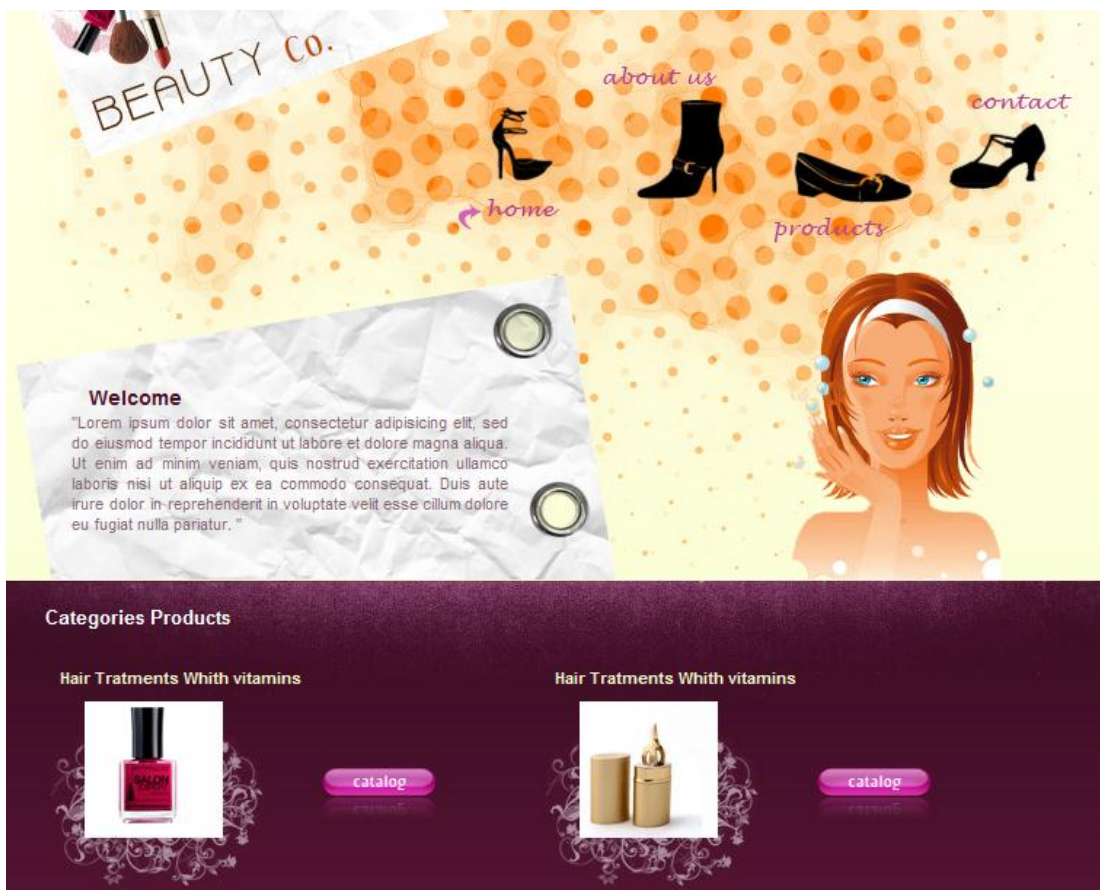 BEAUTY Co.
about us
contact
home
products
Welcome
"Lorem ipsum dolor sit amet, consectetur adipisicing elit, sed
do eiusmod tempor incididunt ut labore et dolore magna aliqua.
Ut enim ad minim veniam, quis nostrud exercitation ullamco
laboris nisi ut aliquip ex ea commodo consequat. Duis aute
irure dolor in reprehenderit in voluptate velit esse cillum dolore
eu fugiat nulla pariatur. "
Categories Products
Hair Tratments Whith vitamins
Hair Tratments Whith vitamins
SALON
catalog
catalog